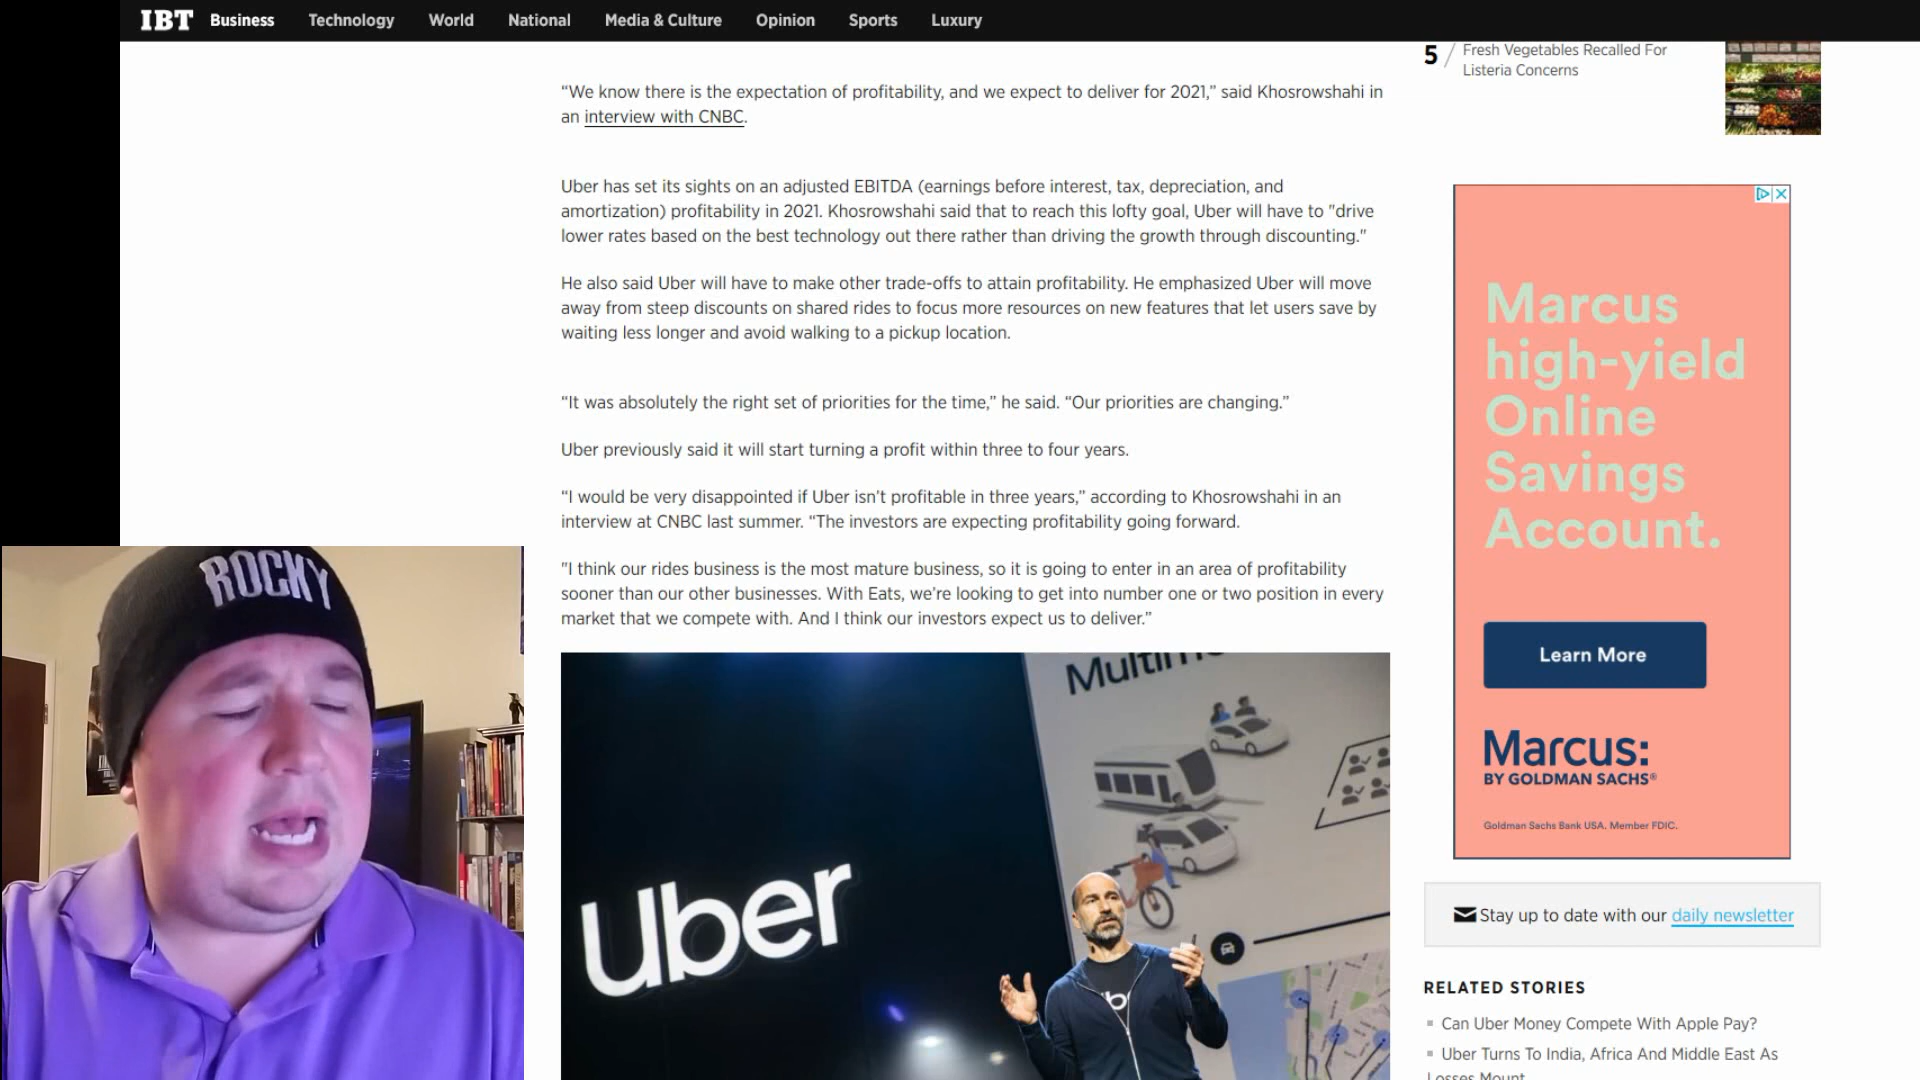 IBT Business Technology World National Media & Culture Opinion Sports Luxury
“We know there is the expectation of profitability, and we expect to deliver for 2021,” said Khosrowshahi in
an interview with CNBC.
Uber has set its sights on an adjusted EBITDA (earnings before interest, tax, depreciation, and
amortization) profitability in 2021. Khosrowshahi said that to reach this lofty goal, Uber will have to "drive
lower rates based on the best technology out there rather than driving the growth through discounting."
He also said Uber will have to make other trade-offs to attain profitability. He emphasized Uber will move
away from steep discounts on shared rides to focus more resources on new features that let users save by
waiting less longer and avoid walking to a pickup location.
“It was absolutely the right set of priorities for the time,” he said. “Our priorities are changing.”
Uber previously said it will start turning a profit within three to four years.
“I would be very disappointed if Uber isn’t profitable in three years,” according to Khosrowshahi in an
interview at CNBC last summer. “The investors are expecting profitability going forward.
"I think our rides business is the most mature business, so it is going to enter in an area of profitability
sooner than our other businesses. With Eats, we’re looking to get into number one or two position in every
market that we compete with. And I think our investors expect us to deliver.”
Uber
5 / Fresh Vegetables Recalled For
Listeria Concerns
Marcus
high-yield
Online
Savings
Account.
Learn More
Marcus:
BY GOLDMAN SACHS®
Goldman Sachs Bank USA. Member FDIC.
Stay up to date with our daily newsletter
RELATED STORIES
Can Uber Money Compete With Apple Pay?
Uber Turns To India, Africa And Middle East As
Losses Mount
ROCKY